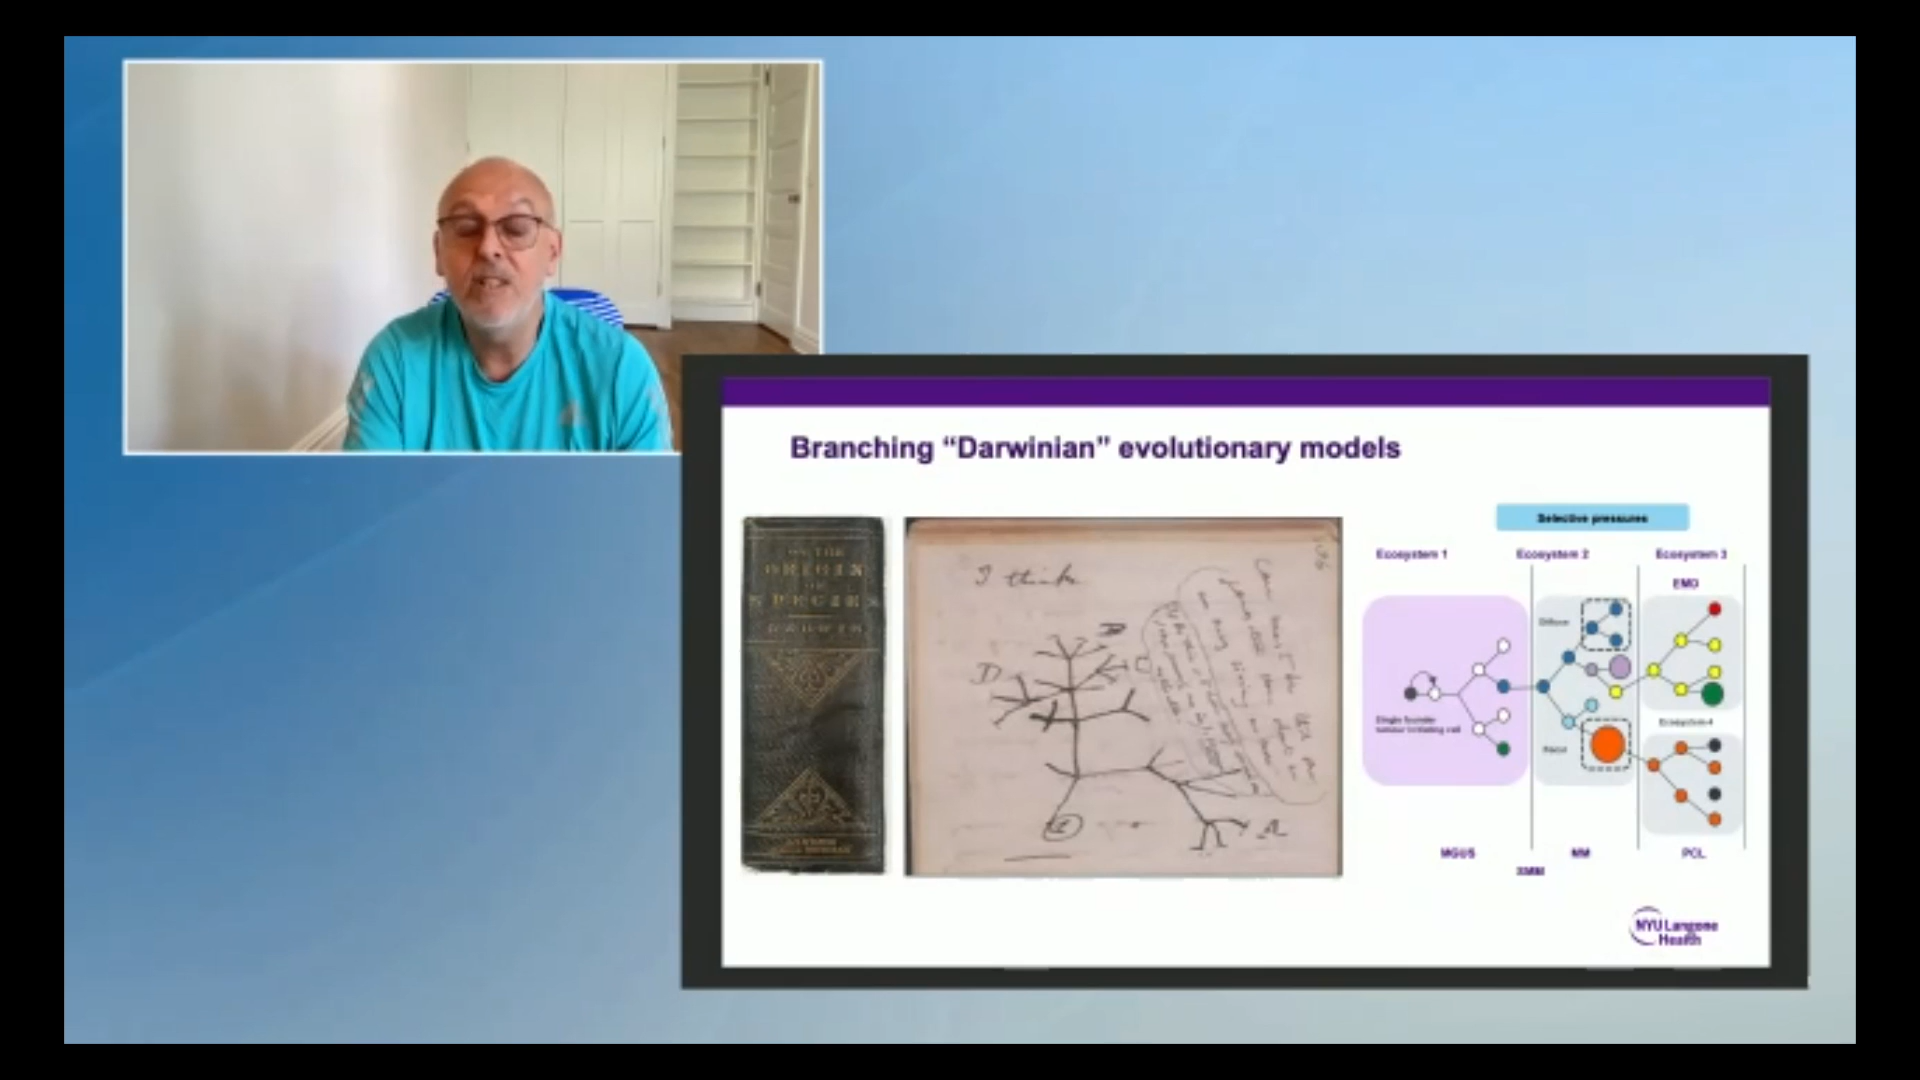 Branching “Darwinian” evolutionary models
ON THE
ORIGIN
OF
SPECIES
DARWIN
I think
Selective pressures
Ecosystem 1
Ecosystem 2
Ecosystem 3
EMD
Diffuse
Single founder
tumour initiating cell
Focal
Ecosystem 4
MGUS
SMM
MM
PCL
NYU Langone
Health